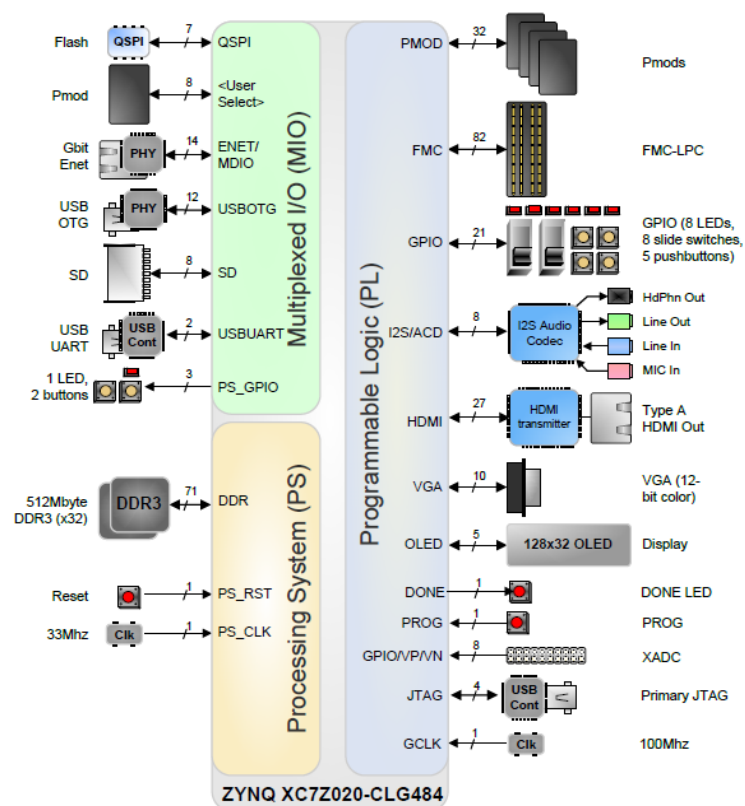 Flash
QSPI
7
QSPI
Pmod
8
<User
Select>
Gbit
Enet
PHY
14
ENET/
MDIO
USB
OTG
PHY
12
USBOTG
SD
8
SD
USB
UART
USB
Cont
2
USBUART
1 LED,
2 buttons
3
PS_GPIO
Multiplexed I/O (MIO)
512Mbyte
DDR3 (x32)
DDR3
71
DDR
Reset
1
PS_RST
33Mhz
Clk
1
PS_CLK
Processing System (PS)
Programmable Logic (PL)
PMOD
32
Pmods
FMC
82
FMC-LPC
GPIO
21
GPIO (8 LEDs,
8 slide switches,
5 pushbuttons)
I2S/ACD
8
I2S Audio
Codec
HdPhn Out
Line Out
Line In
MIC In
HDMI
27
HDMI
transmitter
Type A
HDMI Out
VGA
10
VGA (12-
bit color)
OLED
5
128x32 OLED
Display
DONE
1
DONE LED
PROG
1
PROG
GPIO/VP/VN
8
XADC
JTAG
4
USB
Cont
Primary JTAG
GCLK
1
Clk
100Mhz
ZYNQ XC7Z020-CLG484